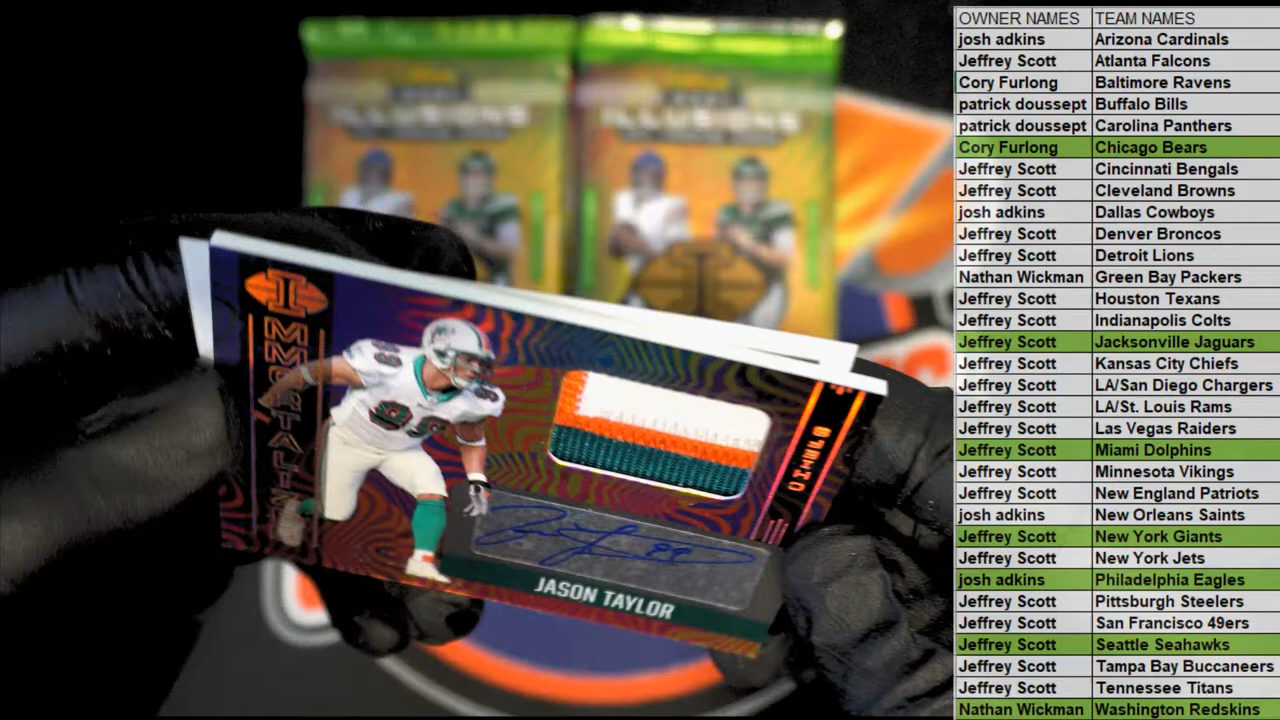 OWNER NAMES TEAM NAMES
josh adkins Arizona Cardinals
Jeffrey Scott Atlanta Falcons
Cory Furlong Baltimore Ravens
patrick doussept Buffalo Bills
patrick doussept Carolina Panthers
Cory Furlong Chicago Bears
Jeffrey Scott Cincinnati Bengals
Jeffrey Scott Cleveland Browns
josh adkins Dallas Cowboys
Jeffrey Scott Denver Broncos
Jeffrey Scott Detroit Lions
Nathan Wickman Green Bay Packers
Jeffrey Scott Houston Texans
Jeffrey Scott Indianapolis Colts
Jeffrey Scott Jacksonville Jaguars
Jeffrey Scott Kansas City Chiefs
Jeffrey Scott LA/San Diego Chargers
Jeffrey Scott LA/St. Louis Rams
Jeffrey Scott Las Vegas Raiders
Jeffrey Scott Miami Dolphins
Jeffrey Scott Minnesota Vikings
Jeffrey Scott New England Patriots
josh adkins New Orleans Saints
Jeffrey Scott New York Giants
Jeffrey Scott New York Jets
josh adkins Philadelphia Eagles
Jeffrey Scott Pittsburgh Steelers
Jeffrey Scott San Francisco 49ers
Jeffrey Scott Seattle Seahawks
Jeffrey Scott Tampa Bay Buccaneers
Jeffrey Scott Tennessee Titans
Nathan Wickman Washington Redskins
ILLUSIONS
ILLUSIONS
I
99
99
99
JASON TAYLOR